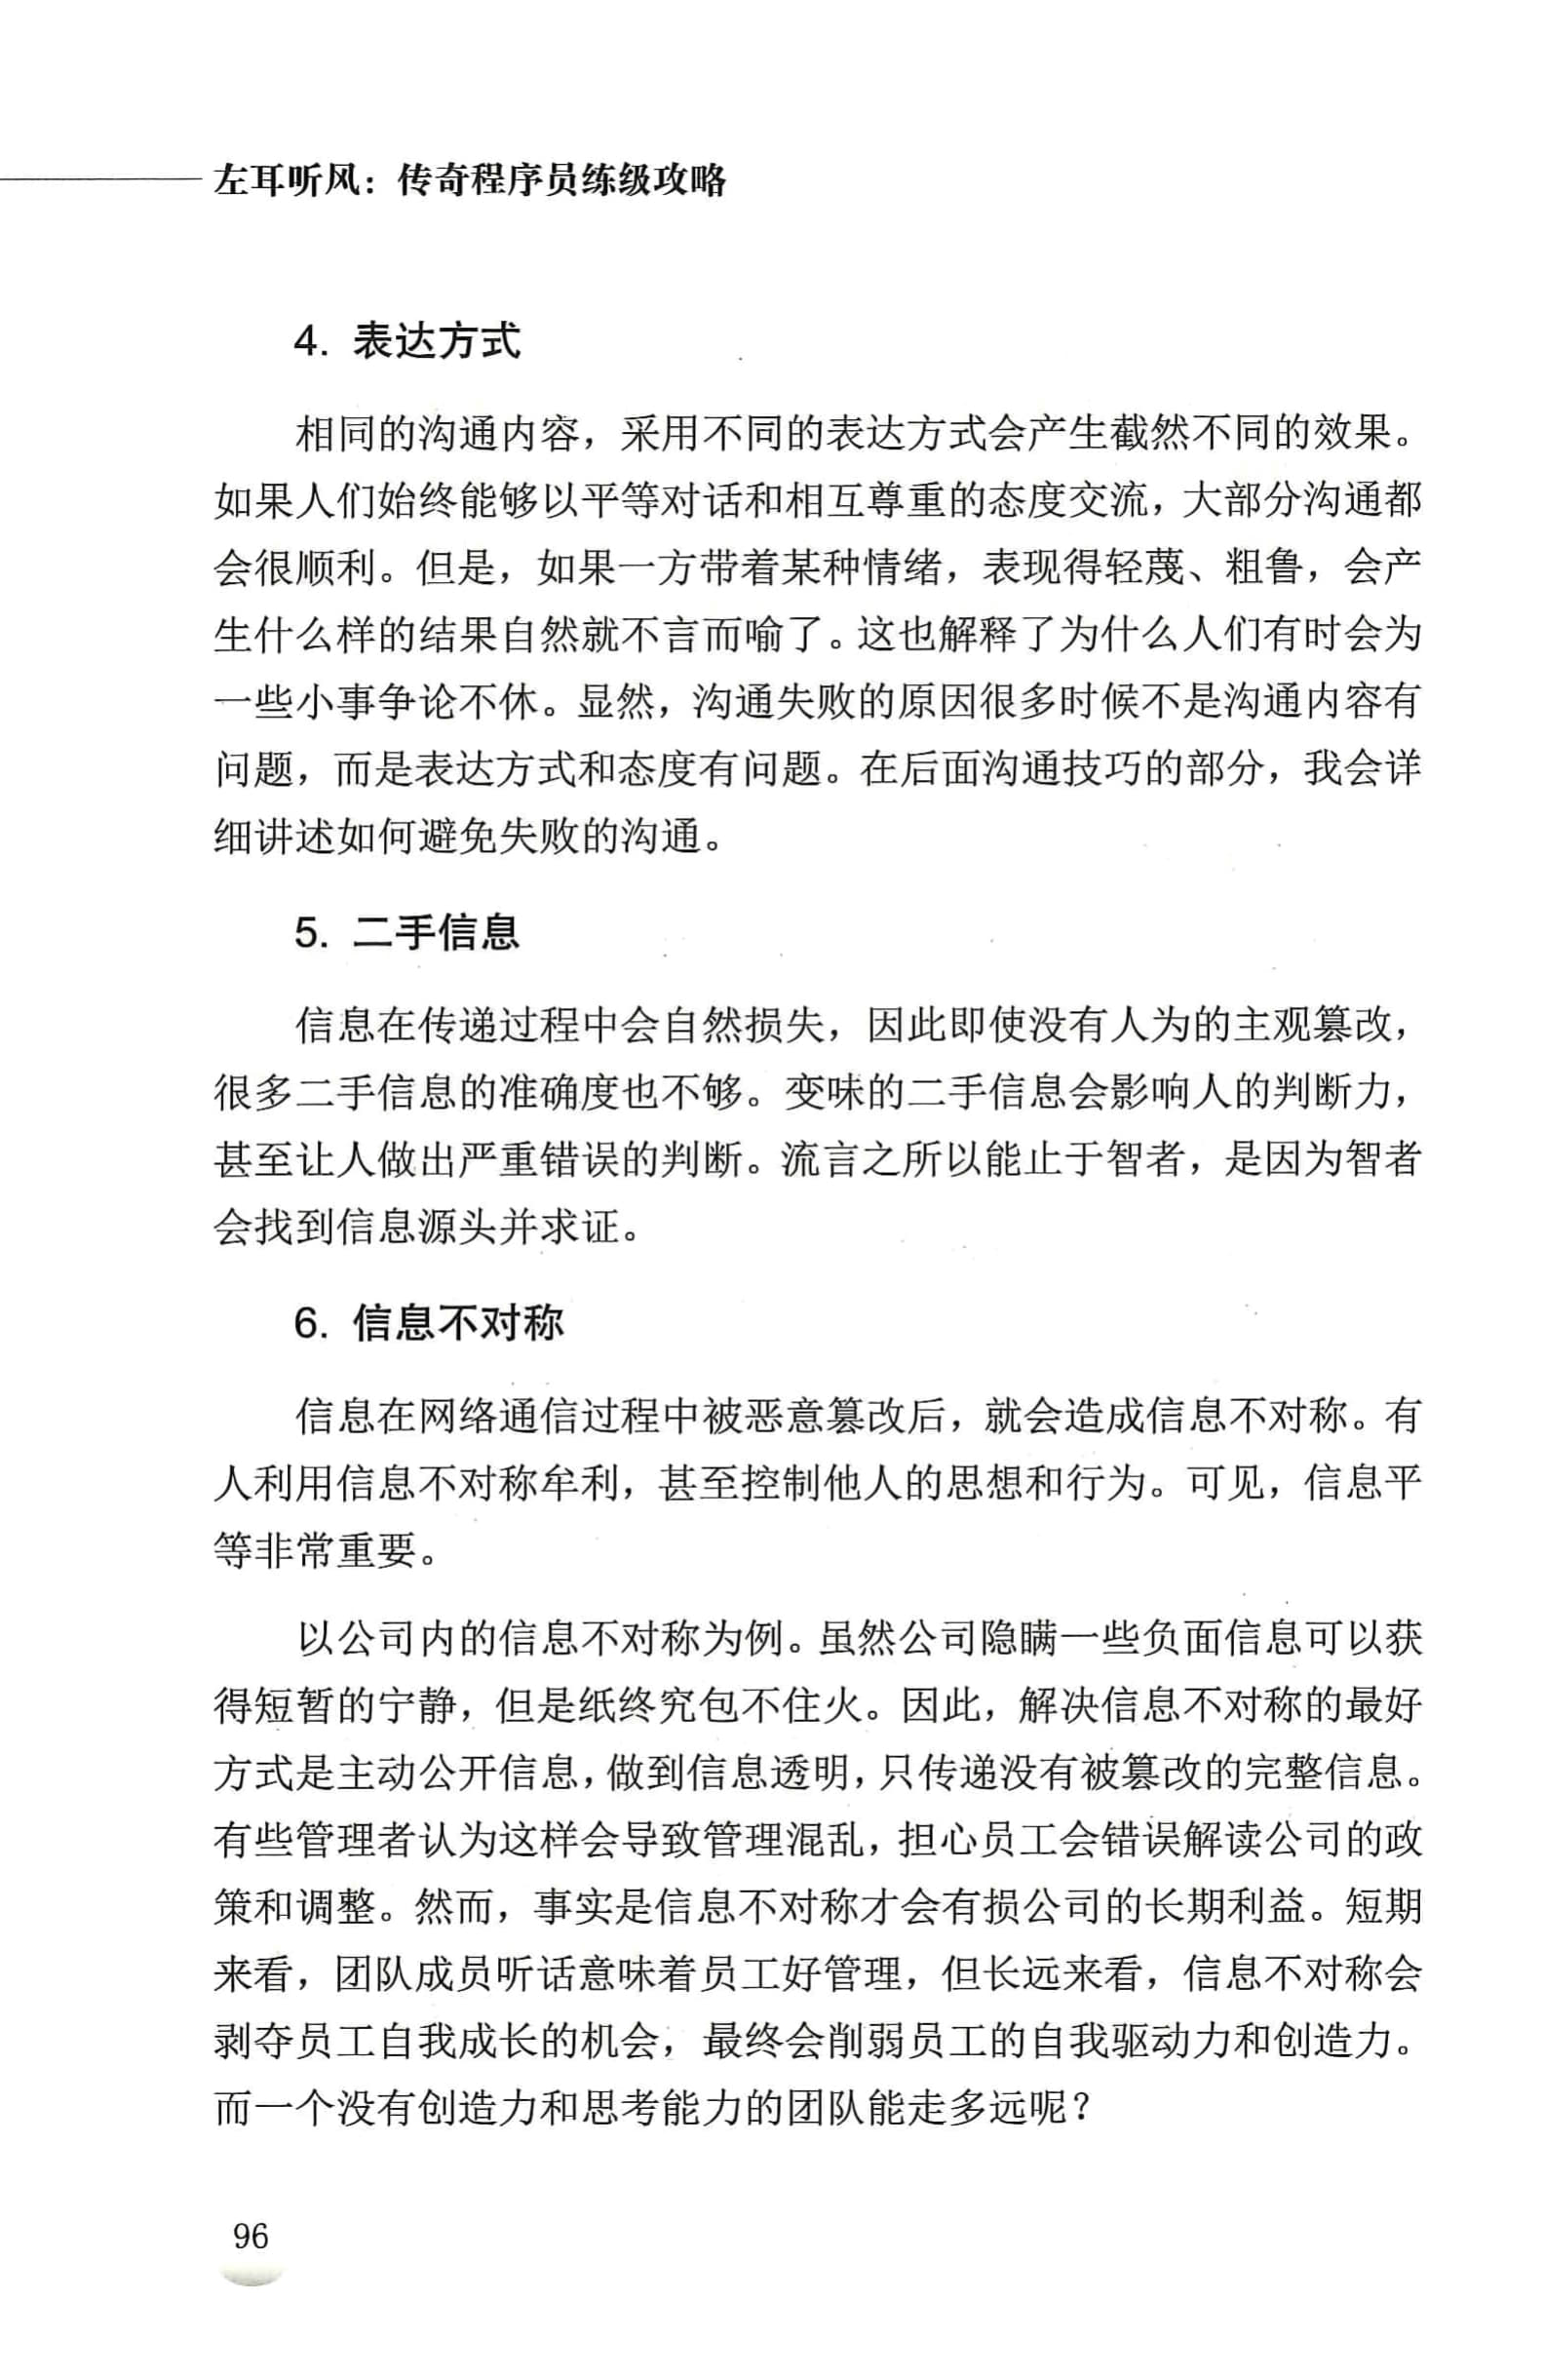 左耳听风：传奇程序员练级攻略
4. 表达方式
相同的沟通内容，采用不同的表达方式会产生截然不同的效果。
如果人们始终能够以平等对话和相互尊重的态度交流，大部分沟通都
会很顺利。但是，如果一方带着某种情绪，表现得轻蔑、粗鲁，会产
生什么样的结果自然就不言而喻了。这也解释了为什么人们有时会为
一些小事争论不休。显然，沟通失败的原因很多时候不是沟通内容有
问题，而是表达方式和态度有问题。在后面沟通技巧的部分，我会详
细讲述如何避免失败的沟通。
5. 二手信息
信息在传递过程中会自然损失，因此即使没有人为的主观篡改，
很多二手信息的准确度也不够。变味的二手信息会影响人的判断力，
甚至让人做出严重错误的判断。流言之所以能止于智者，是因为智者
会找到信息源头并求证。
6. 信息不对称
信息在网络通信过程中被恶意篡改后，就会造成信息不对称。有
人利用信息不对称牟利，甚至控制他人的思想和行为。可见，信息平
等非常重要。
以公司内的信息不对称为例。虽然公司隐瞒一些负面信息可以获
得短暂的宁静，但是纸终究包不住火。因此，解决信息不对称的最好
方式是主动公开信息，做到信息透明，只传递没有被篡改的完整信息。
有些管理者认为这样会导致管理混乱，担心员工会错误解读公司的政
策和调整。然而，事实是信息不对称才会有损公司的长期利益。短期
来看，团队成员听话意味着员工好管理，但长远来看，信息不对称会
剥夺员工自我成长的机会，最终会削弱员工的自我驱动力和创造力。
而一个没有创造力和思考能力的团队能走多远呢？
96